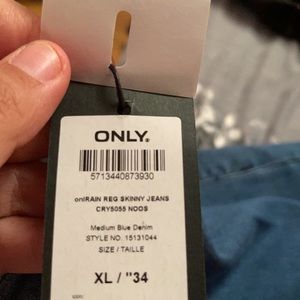 ONLY.
5713440873930
onlRAIN REG SKINNY JEANS
CRY5055 NOOS
Medium Blue Denim
STYLE NO. 15131044
SIZE / TAILLE
XL / "34